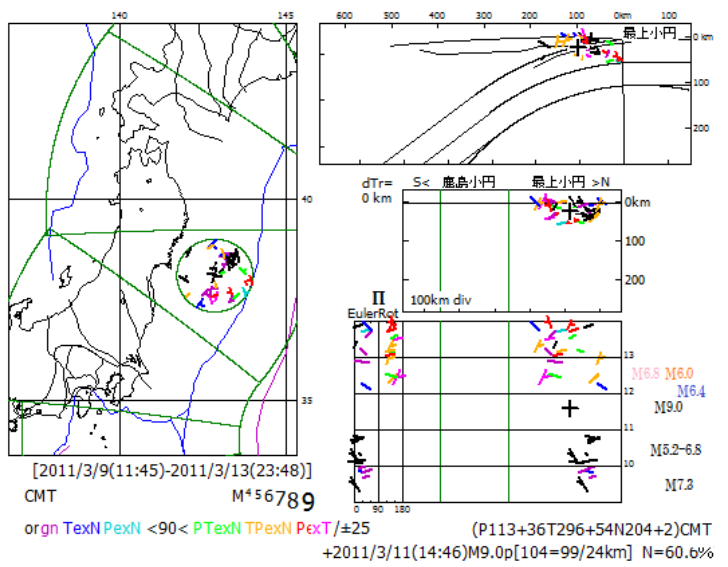 140 145
600 500 400 300 200 100 0km
最上小円
0 km
100
200
40
35
dTr=
0 km
S< 鹿島小円 最上小円 >N
0km
100
200
Π 100km div
EulerRot
13
12
11
10
M6.8 M6.0
M6.4
M9.0
M5.2-6.8
M7.3
0 90 180
[2011/3/9(11:45)-2011/3/13(23:48)]
CMT M⁴⁵6789
orgn TexN PexN <90< PTexN TPexN PexT/±25
(P113+36T296+54N204+2)CMT
+2011/3/11(14:46)M9.0p[104=99/24km] N=60.6%